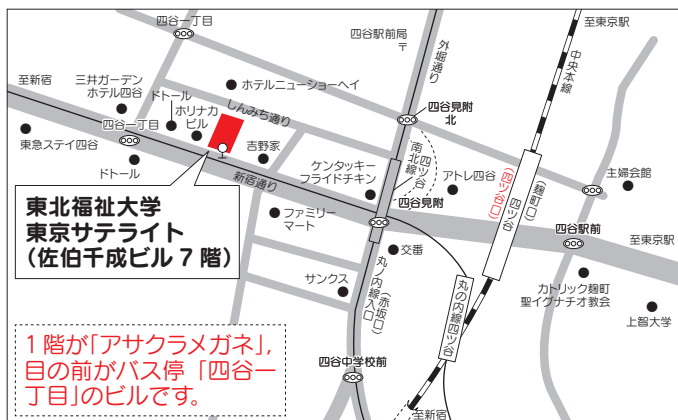 四谷一丁目
四谷駅前局
〒
外堀通り
至東京駅
中央本線
至新宿
三井ガーデン
ホテル四谷
ホテルニューショーヘイ
ドトール
ホリナカ
ビル
しんみち通り
四谷見附
北
四谷一丁目
東急ステイ四谷
ドトール
吉野家
新宿通り
ケンタッキー
フライドチキン
南北線
四ツ谷
アトレ四谷
(四ツ谷口)
(麹町口)
四ツ谷
主婦会館
四谷見附
四谷駅前
至東京駅
東北福祉大学
東京サテライト
(佐伯千成ビル7階)
ファミリー
マート
交番
サンクス
丸ノ内線入口
(赤坂口)
丸の内線四ツ谷
カトリック麹町
聖イグナチオ教会
上智大学
1階が「アサクラメガネ」,
目の前がバス停「四谷一
丁目」のビルです。
四谷中学校前
至新宿